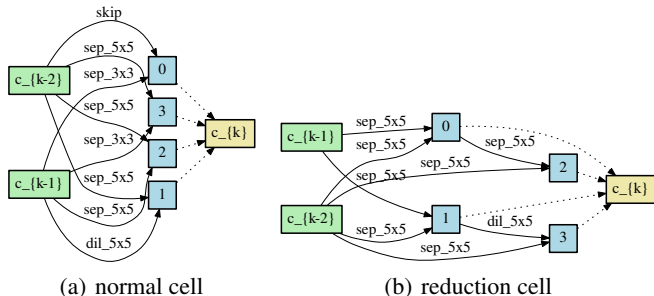 skip
sep_5x5
c_{k-2}
0
sep_3x3
sep_5x5
3
c_{k}
sep_3x3
2
c_{k-1}
sep_5x5
1
sep_5x5
dil_5x5
(a) normal cell
sep_5x5
0
c_{k-1}
sep_5x5
sep_5x5
sep_5x5
2
c_{k}
sep_5x5
c_{k-2}
1
dil_5x5
sep_5x5
3
sep_5x5
(b) reduction cell